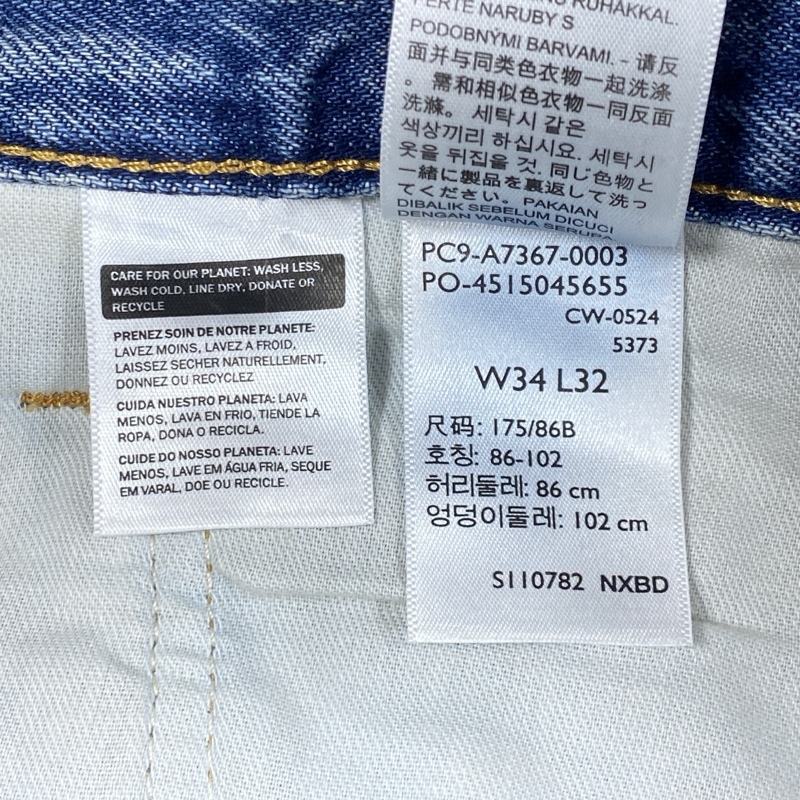 RUHÁKKAL.
PERTE NARUBY S
PODOBNÝMI BARVAMI. - 请反
面并与同类色衣物一起洗涤
。需和相似色衣物一同反面
洗滌。세탁시 같은
색상끼리 하십시요. 세탁시
옷을 뒤집을 것. 同じ色物と
一緒に製品を裏返して洗っ
てください。PAKAIAN
DIBALIK SEBELUM DICUCI
DENGAN WARNA SERUPA
CARE FOR OUR PLANET: WASH LESS,
WASH COLD, LINE DRY, DONATE OR
RECYCLE
PRENEZ SOIN DE NOTRE PLANETE:
LAVEZ MOINS, LAVEZ A FROID,
LAISSEZ SECHER NATURELLEMENT,
DONNEZ OU RECYCLEZ
CUIDA NUESTRO PLANETA: LAVA
MENOS, LAVA EN FRIO, TIENDE LA
ROPA, DONA O RECICLA.
CUIDE DO NOSSO PLANETA: LAVE
MENOS, LAVE EM ÁGUA FRIA, SEQUE
EM VARAL, DOE OU RECICLE.
PC9-A7367-0003
PO-4515045655
CW-0524
5373
W34 L32
尺码: 175/86B
호칭: 86-102
허리둘레: 86 cm
엉덩이둘레: 102 cm
S110782 NXBD